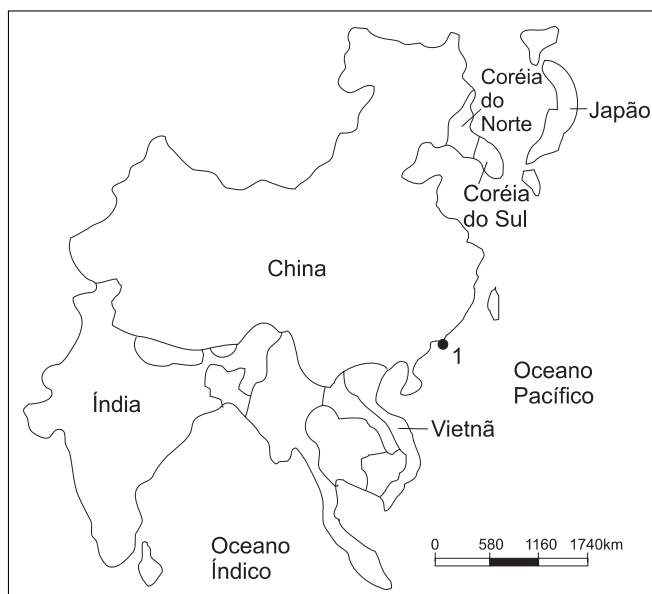 Coréia
do
Norte
Japão
Coréia
do Sul
China
1
Oceano
Pacífico
Índia
Vietnã
Oceano
Índico
0 580 1160 1740km